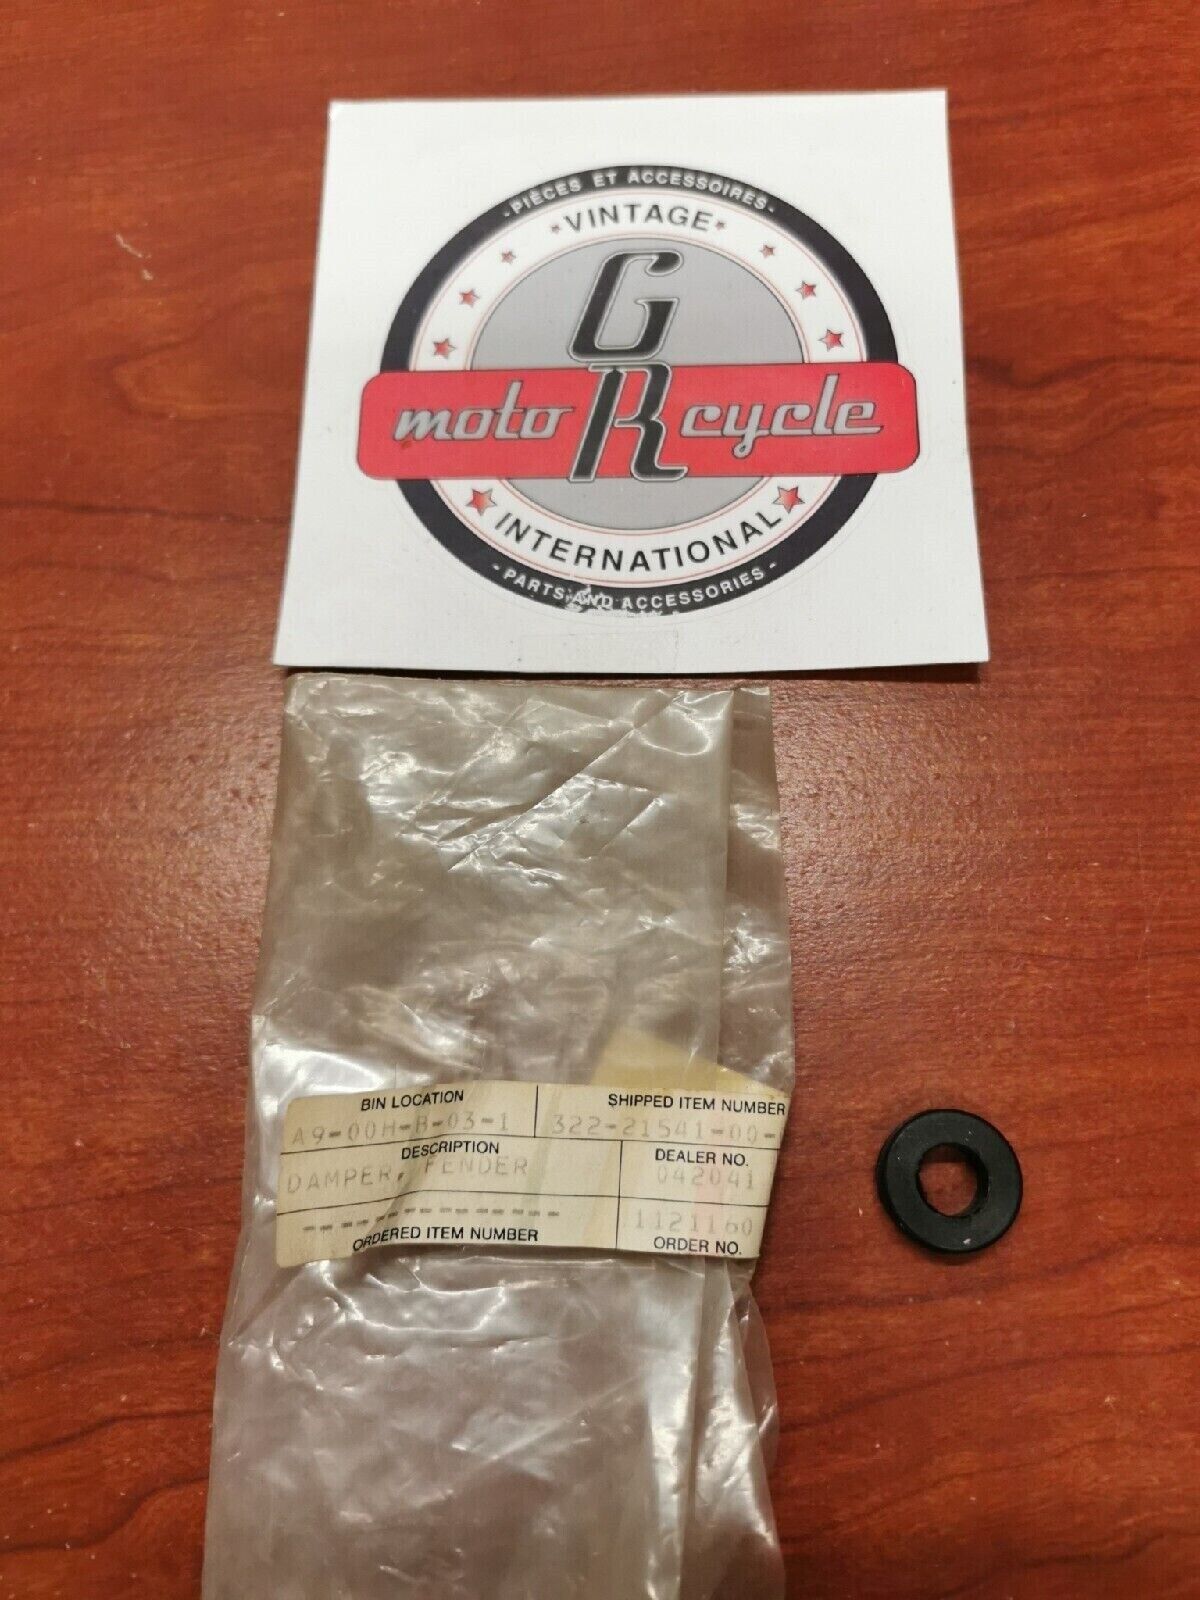 - PIÈCES ET ACCESSOIRES -
VINTAGE
GR
moto cycle
INTERNATIONAL
- PARTS AND ACCESSORIES -
BIN LOCATION
SHIPPED ITEM NUMBER
A9-00H-B-03-1
322-21541-00-
DESCRIPTION
DEALER NO.
DAMPER, FENDER
042041
----------------
1121160
ORDERED ITEM NUMBER
ORDER NO.